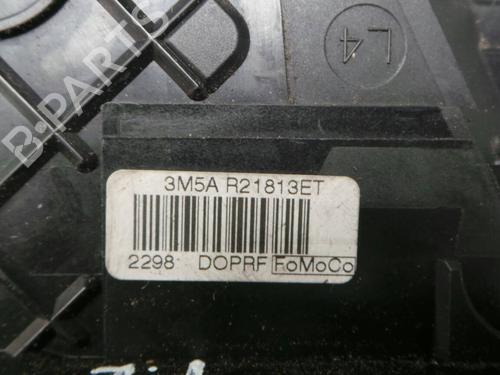 L4
B-PARTS
3M5A R21813ET
2298 DOPRF FoMoCo